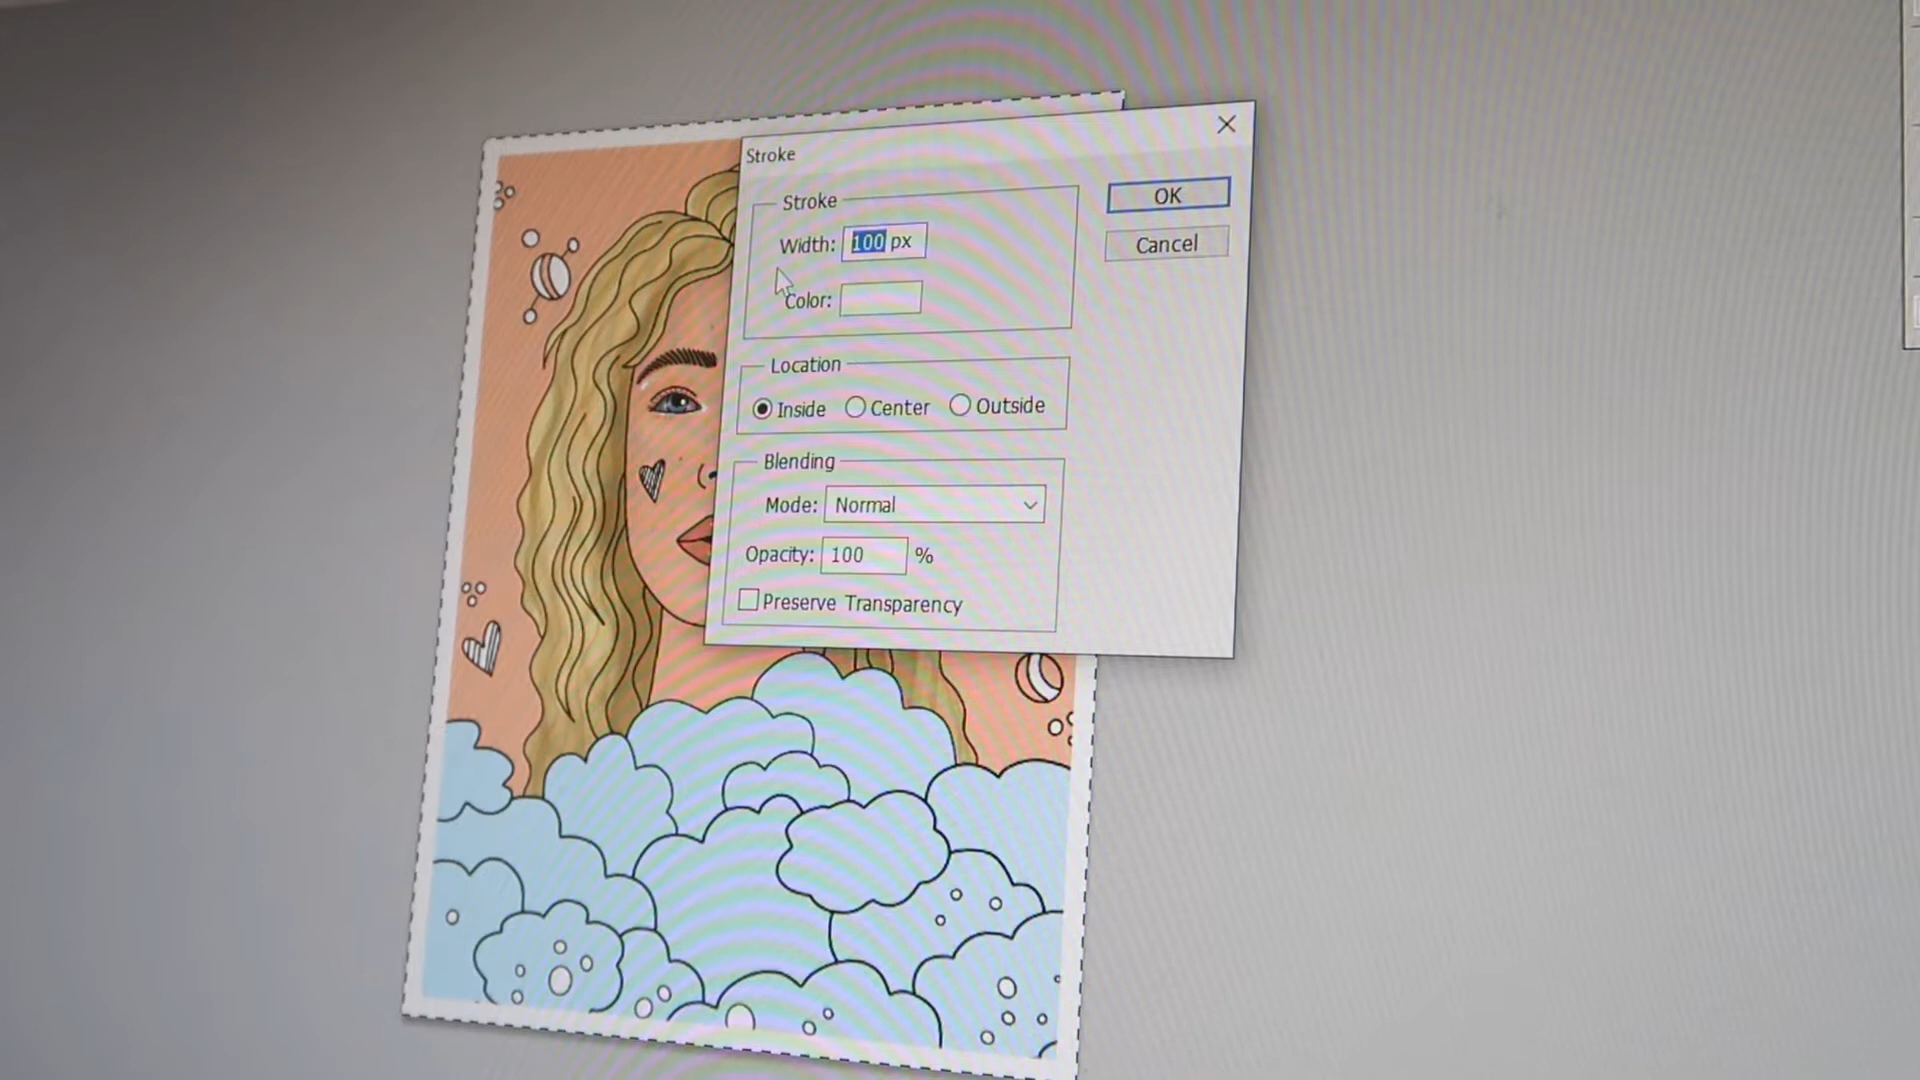 Stroke
Stroke
Width: 100 px
Color:
OK
Cancel
Location
Inside Center Outside
Blending
Mode: Normal
Opacity: 100 %
Preserve Transparency